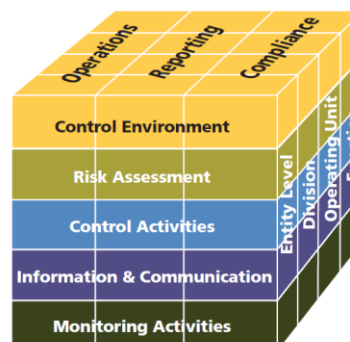 Operations
Reporting
Compliance
Control Environment
Risk Assessment
Control Activities
Information & Communication
Monitoring Activities
Entity Level
Division
Operating Unit